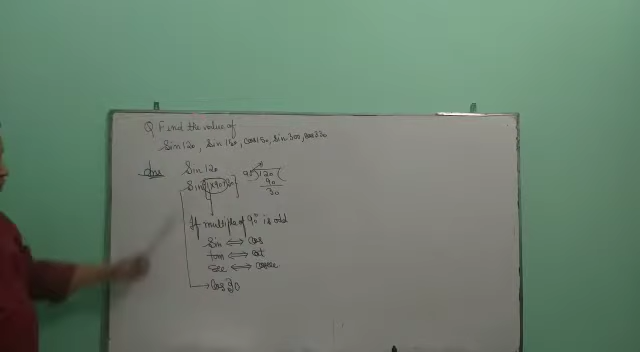 Q Find the value of
Sin 120, Sin 150, Cos 150, Sin 300, Cos 330
Ans Sin 120
Sin [1×90+30] 90)120(
90
30
If multiple of 90° is odd
Sin ⟺ Cos
tan ⟺ Cot
Sec ⟺ Cosec
Cos 30